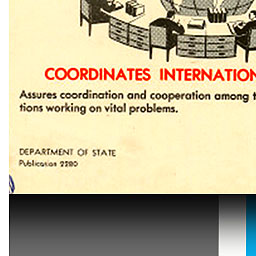 COORDINATES INTERNATION
Assures coordination and cooperation among t
tions working on vital problems.
DEPARTMENT OF STATE
Publication 2280